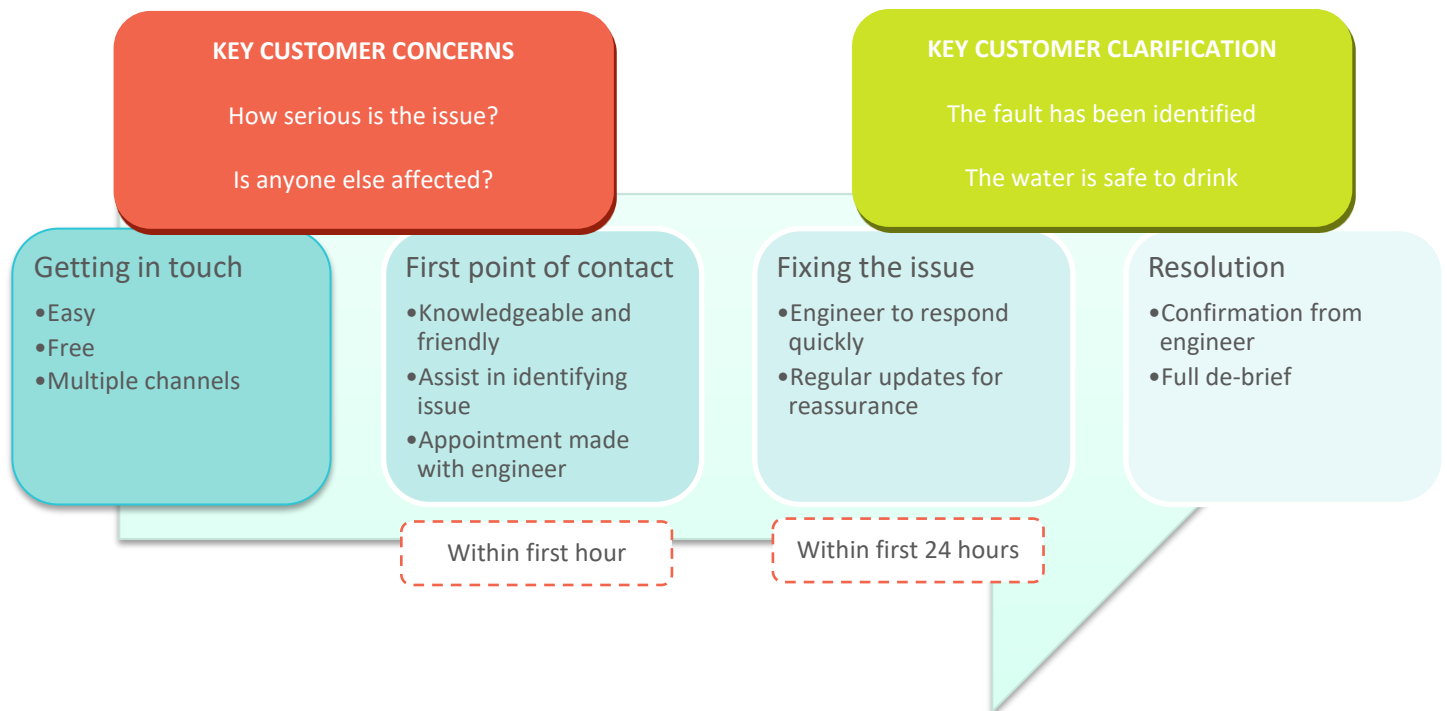 KEY CUSTOMER CONCERNS
How serious is the issue?
Is anyone else affected?
KEY CUSTOMER CLARIFICATION
The fault has been identified
The water is safe to drink
Getting in touch
•Easy
•Free
•Multiple channels
First point of contact
•Knowledgeable and
friendly
•Assist in identifying
issue
•Appointment made
with engineer
Within first hour
Fixing the issue
•Engineer to respond
quickly
•Regular updates for
reassurance
Within first 24 hours
Resolution
•Confirmation from
engineer
•Full de-brief